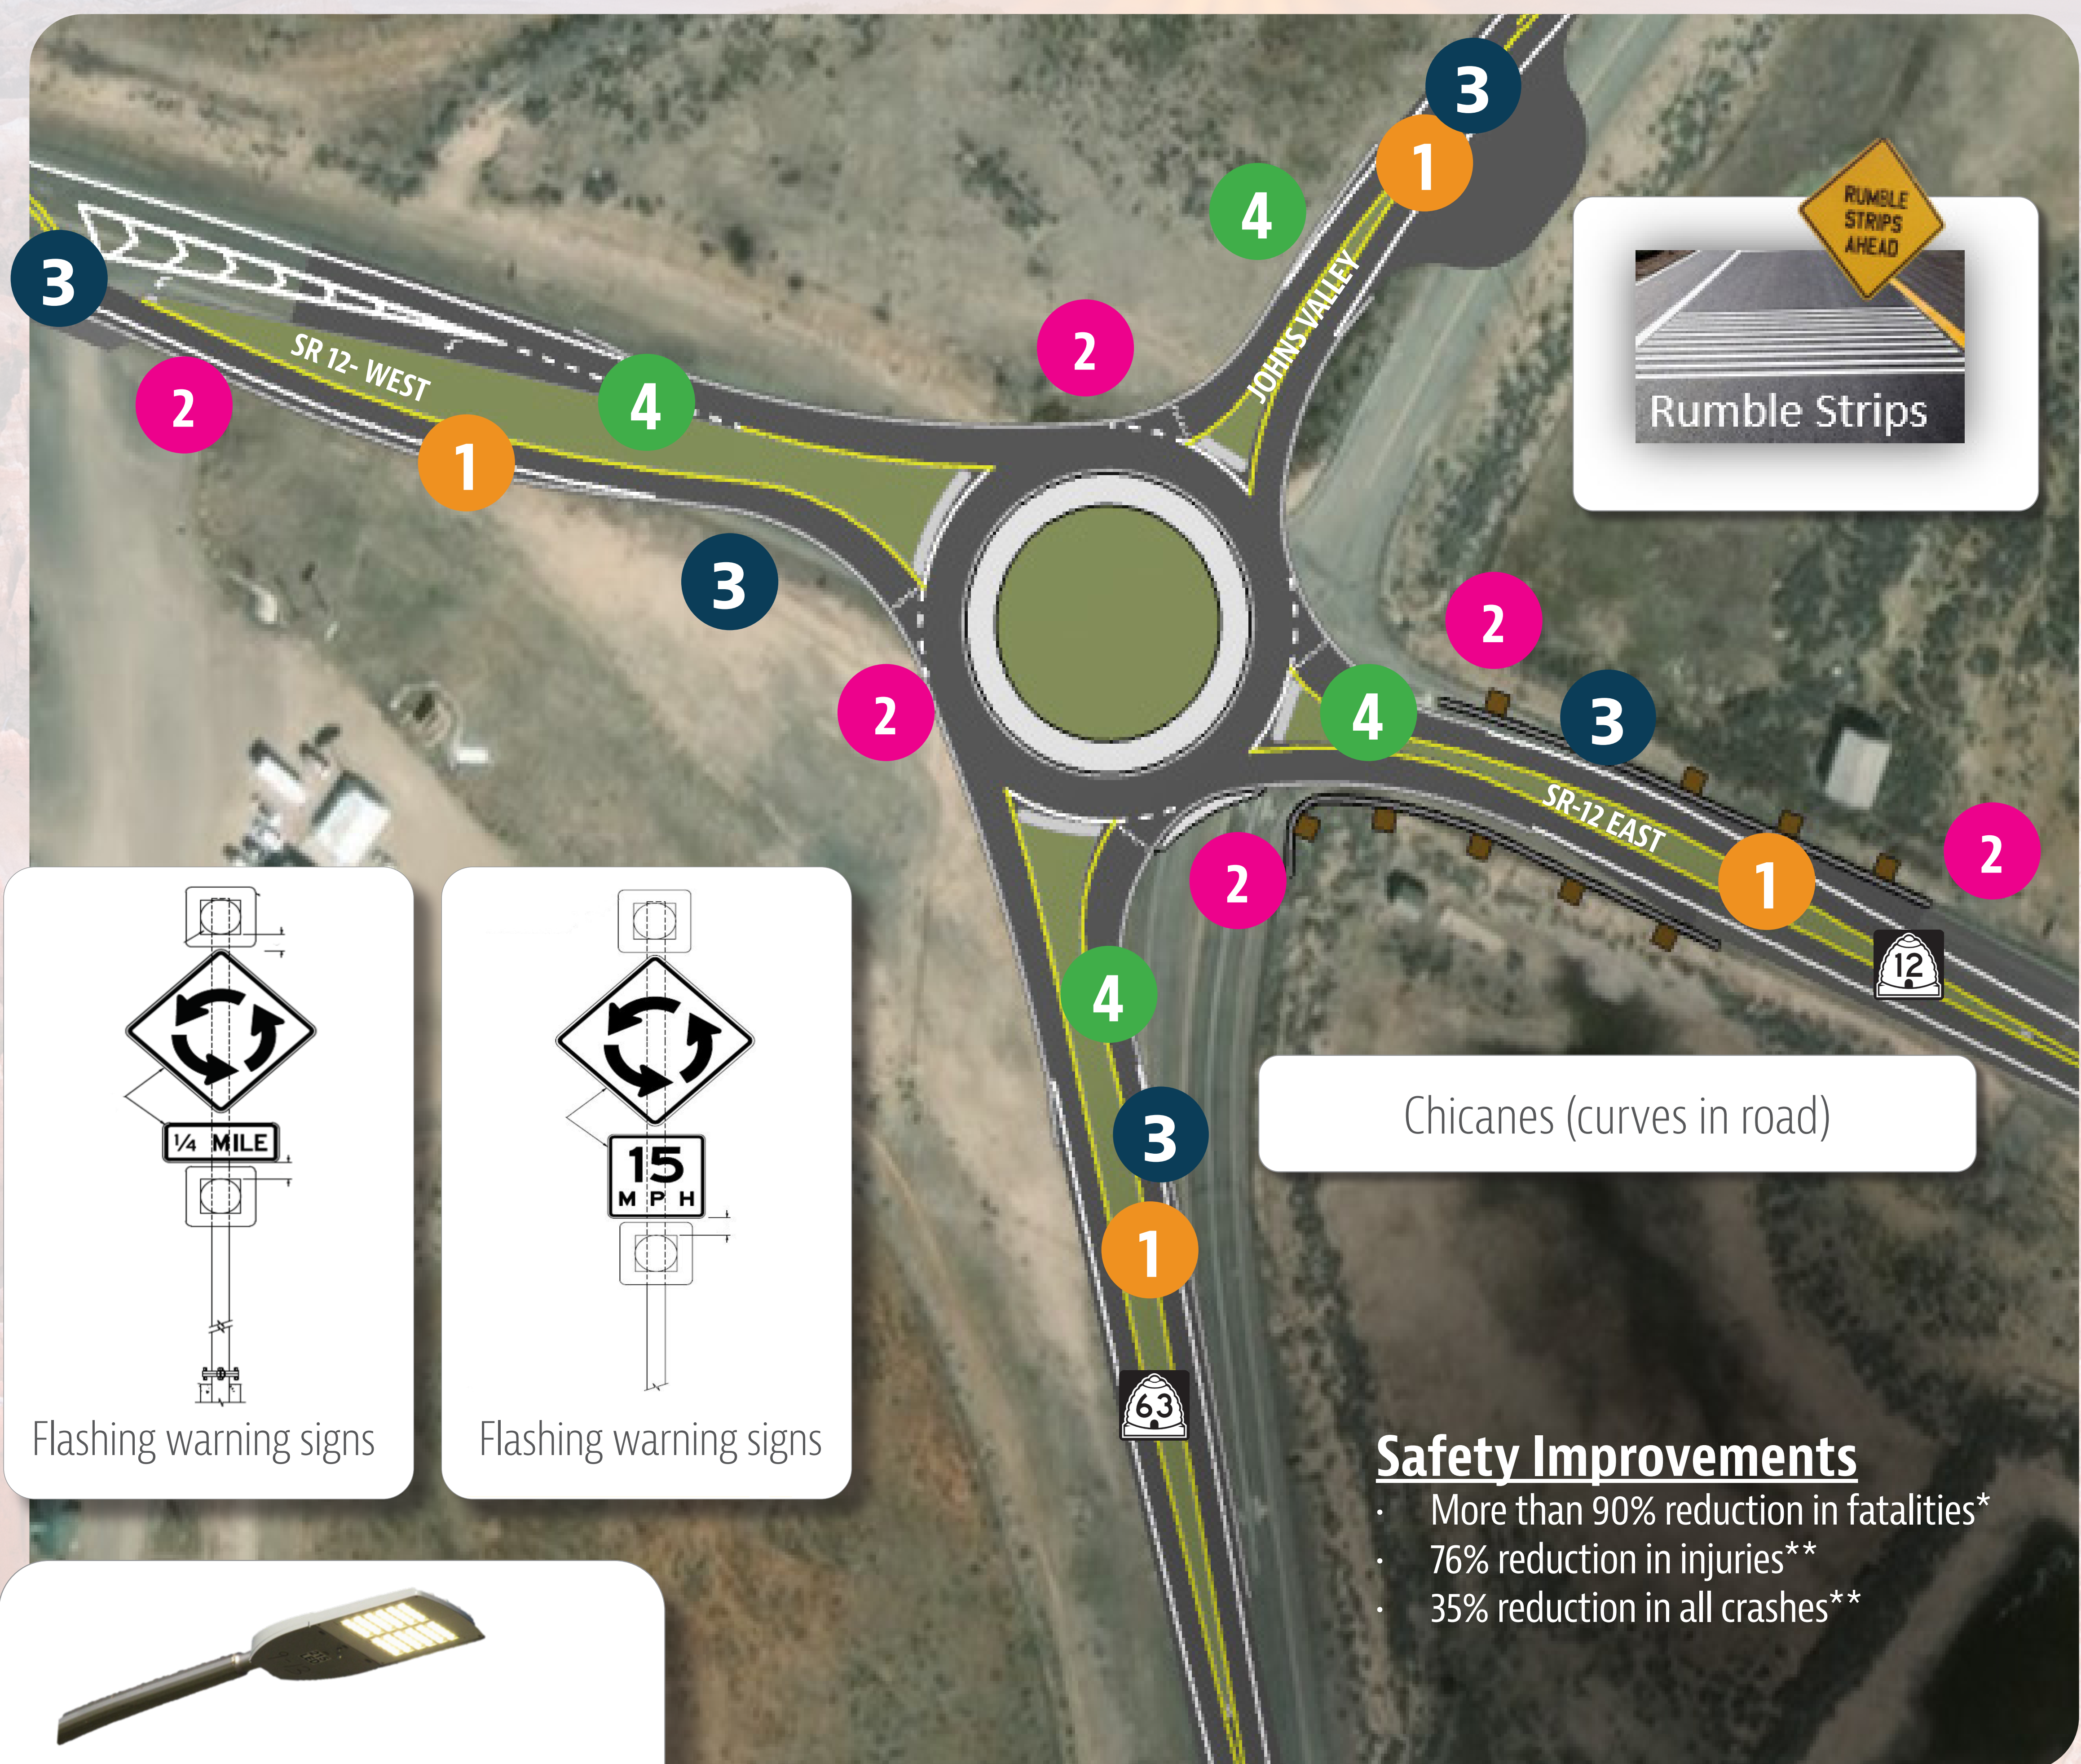 3
1
4
RUMBLE
STRIPS
AHEAD
Rumble Strips
JOHNS VALLEY
2
3
SR 12- WEST
2
4
1
3
2
2
4
3
SR-12 EAST
1
2
2
12
4
3
1
63
Chicanes (curves in road)
1/4 MILE
Flashing warning signs
15
M P H
Flashing warning signs
Safety Improvements
· More than 90% reduction in fatalities*
· 76% reduction in injuries**
· 35% reduction in all crashes**